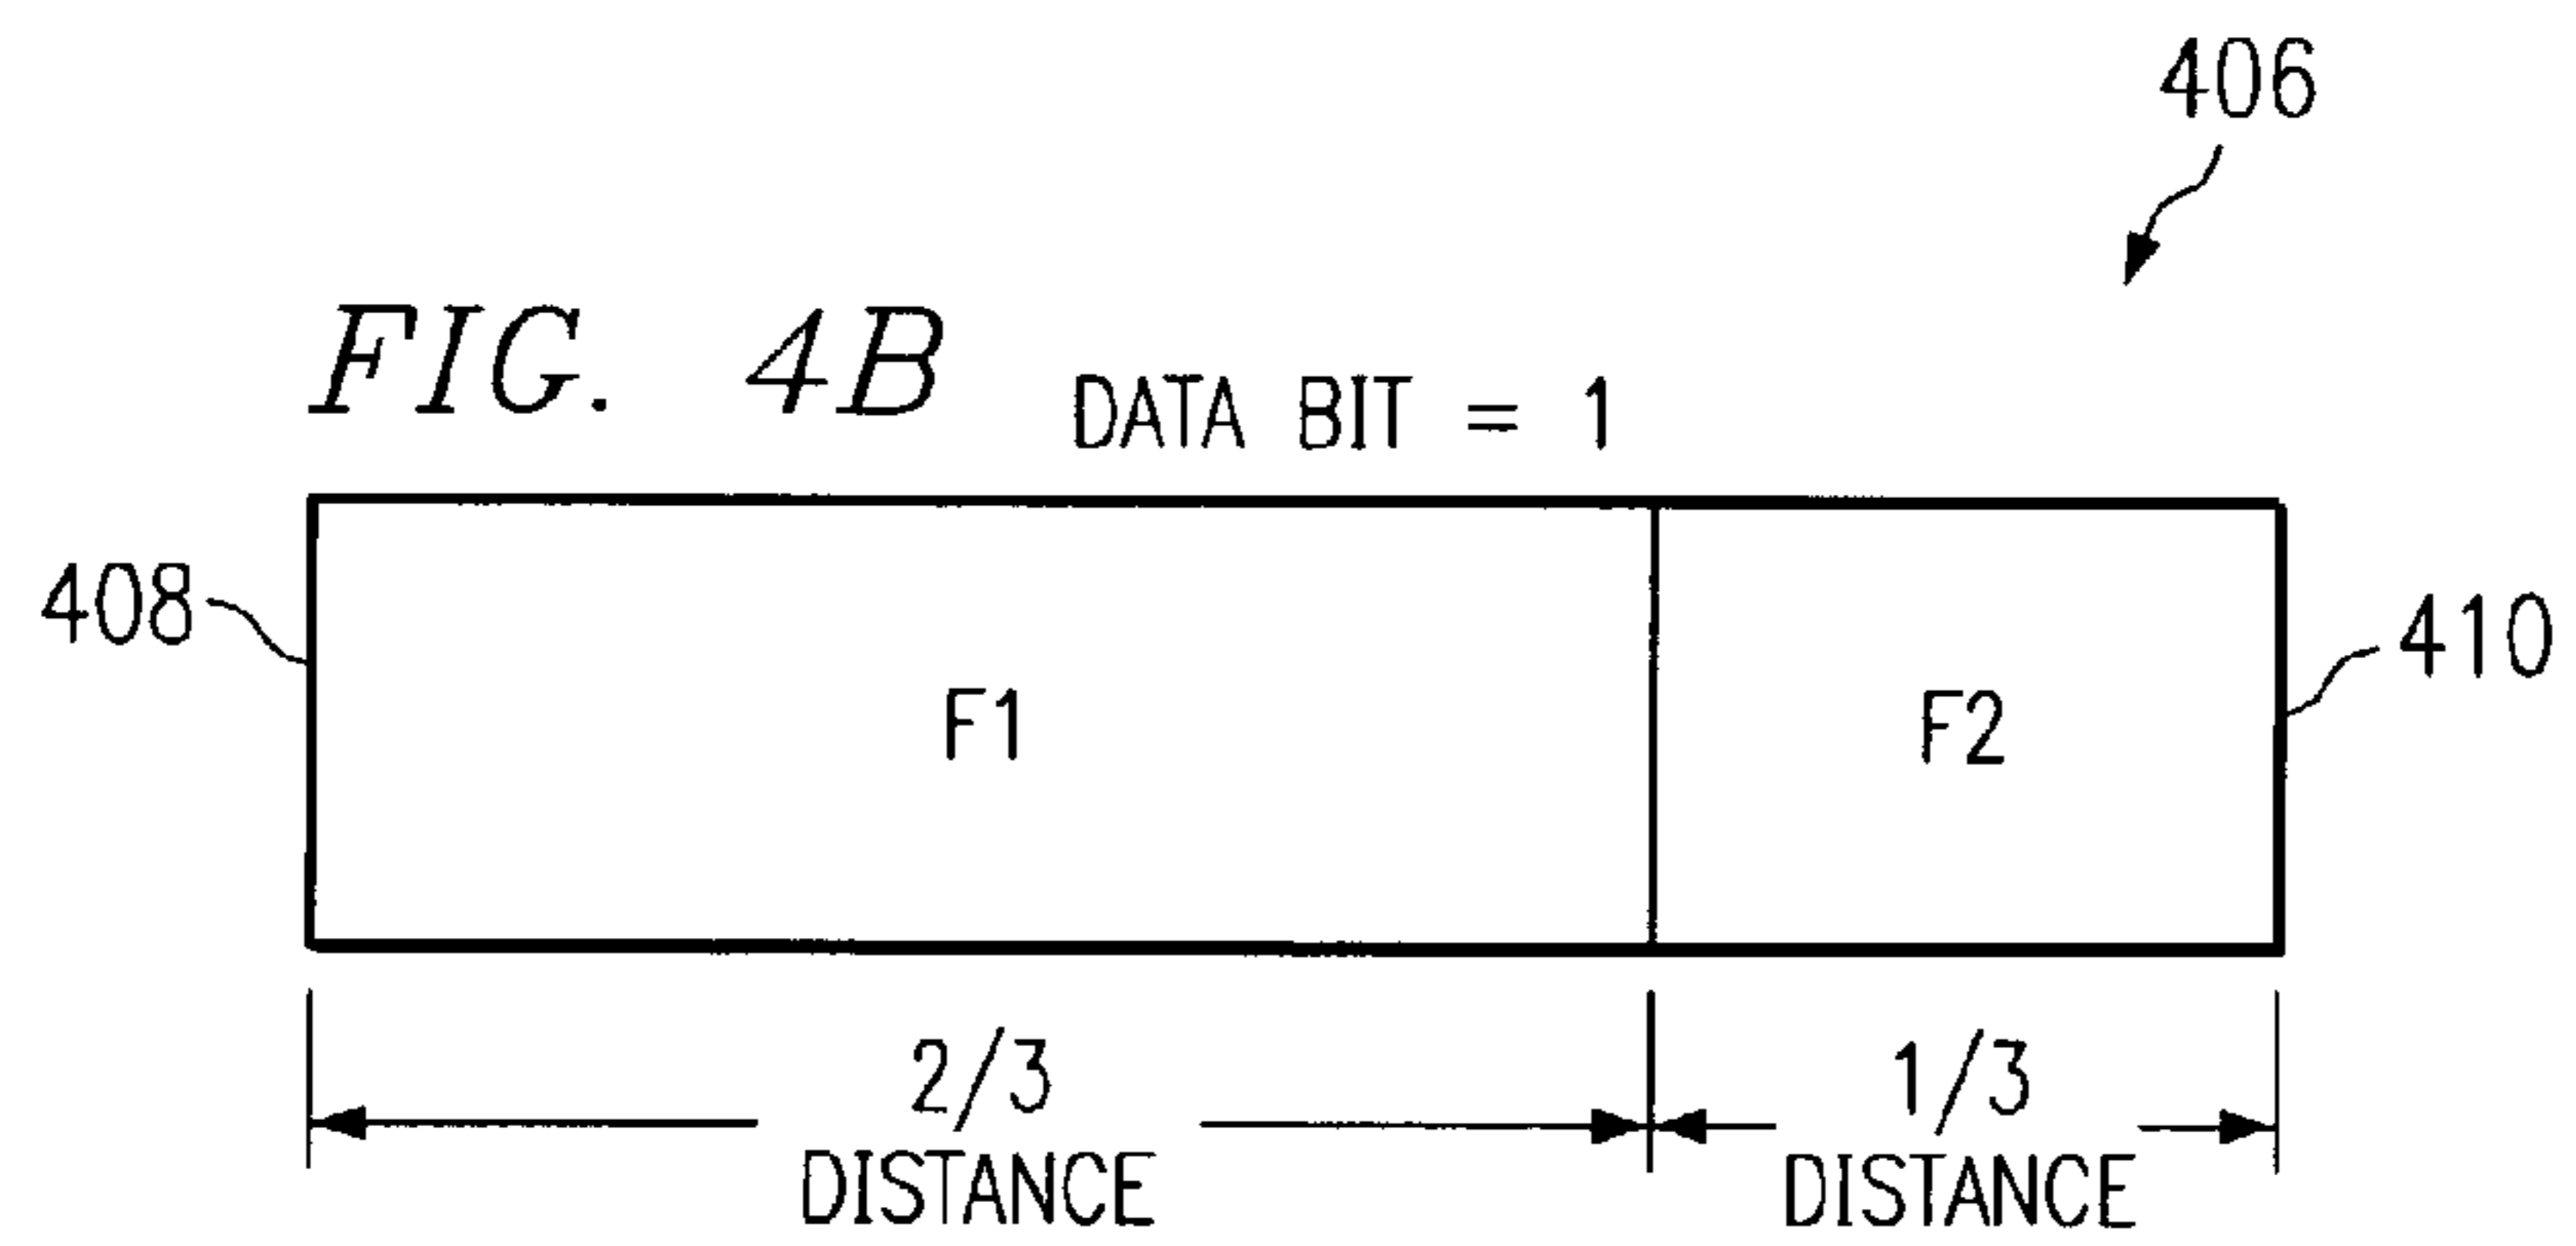 406
FIG. 4B
DATA BIT = 1
408
F1
F2
410
2/3
DISTANCE
1/3
DISTANCE